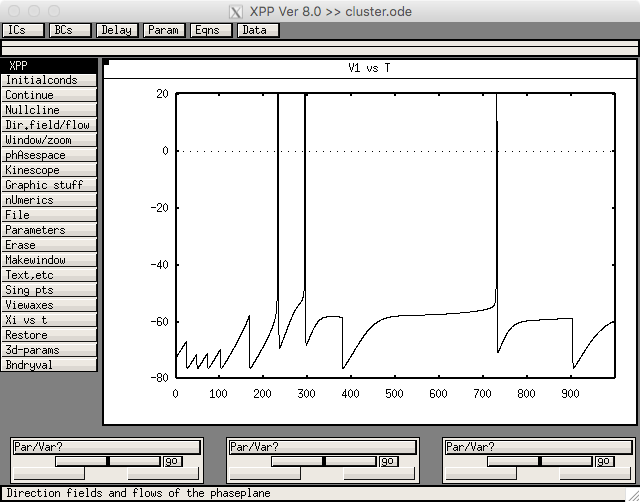 XPP Ver 8.0 >> cluster.ode
ICs BCs Delay Param Eqns Data
XPP
V1 vs T
Initialconds
Continue
Nullcline
Dir.field/flow
Window/zoom
phAsespace
Kinescope
Graphic stuff
nUmerics
File
Parameters
Erase
Makewindow
Text,etc
Sing pts
Viewaxes
Xi vs t
Restore
3d-params
Bndryval
20
0
-20
-40
-60
-80
0 100 200 300 400 500 600 700 800 900
Par/Var? Par/Var? Par/Var?
go go go
Direction fields and flows of the phaseplane